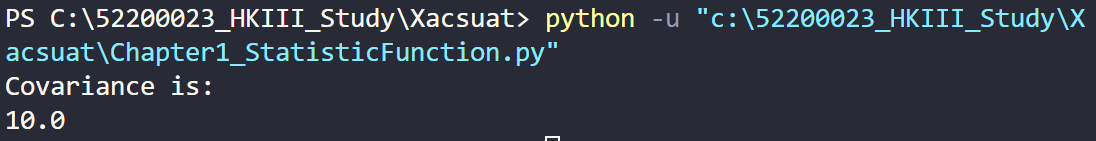 PS C:\52200023_HKIII_Study\Xacsuat> python -u "c:\52200023_HKIII_Study\X
acsuat\Chapter1_StatisticFunction.py"
Covariance is:
10.0